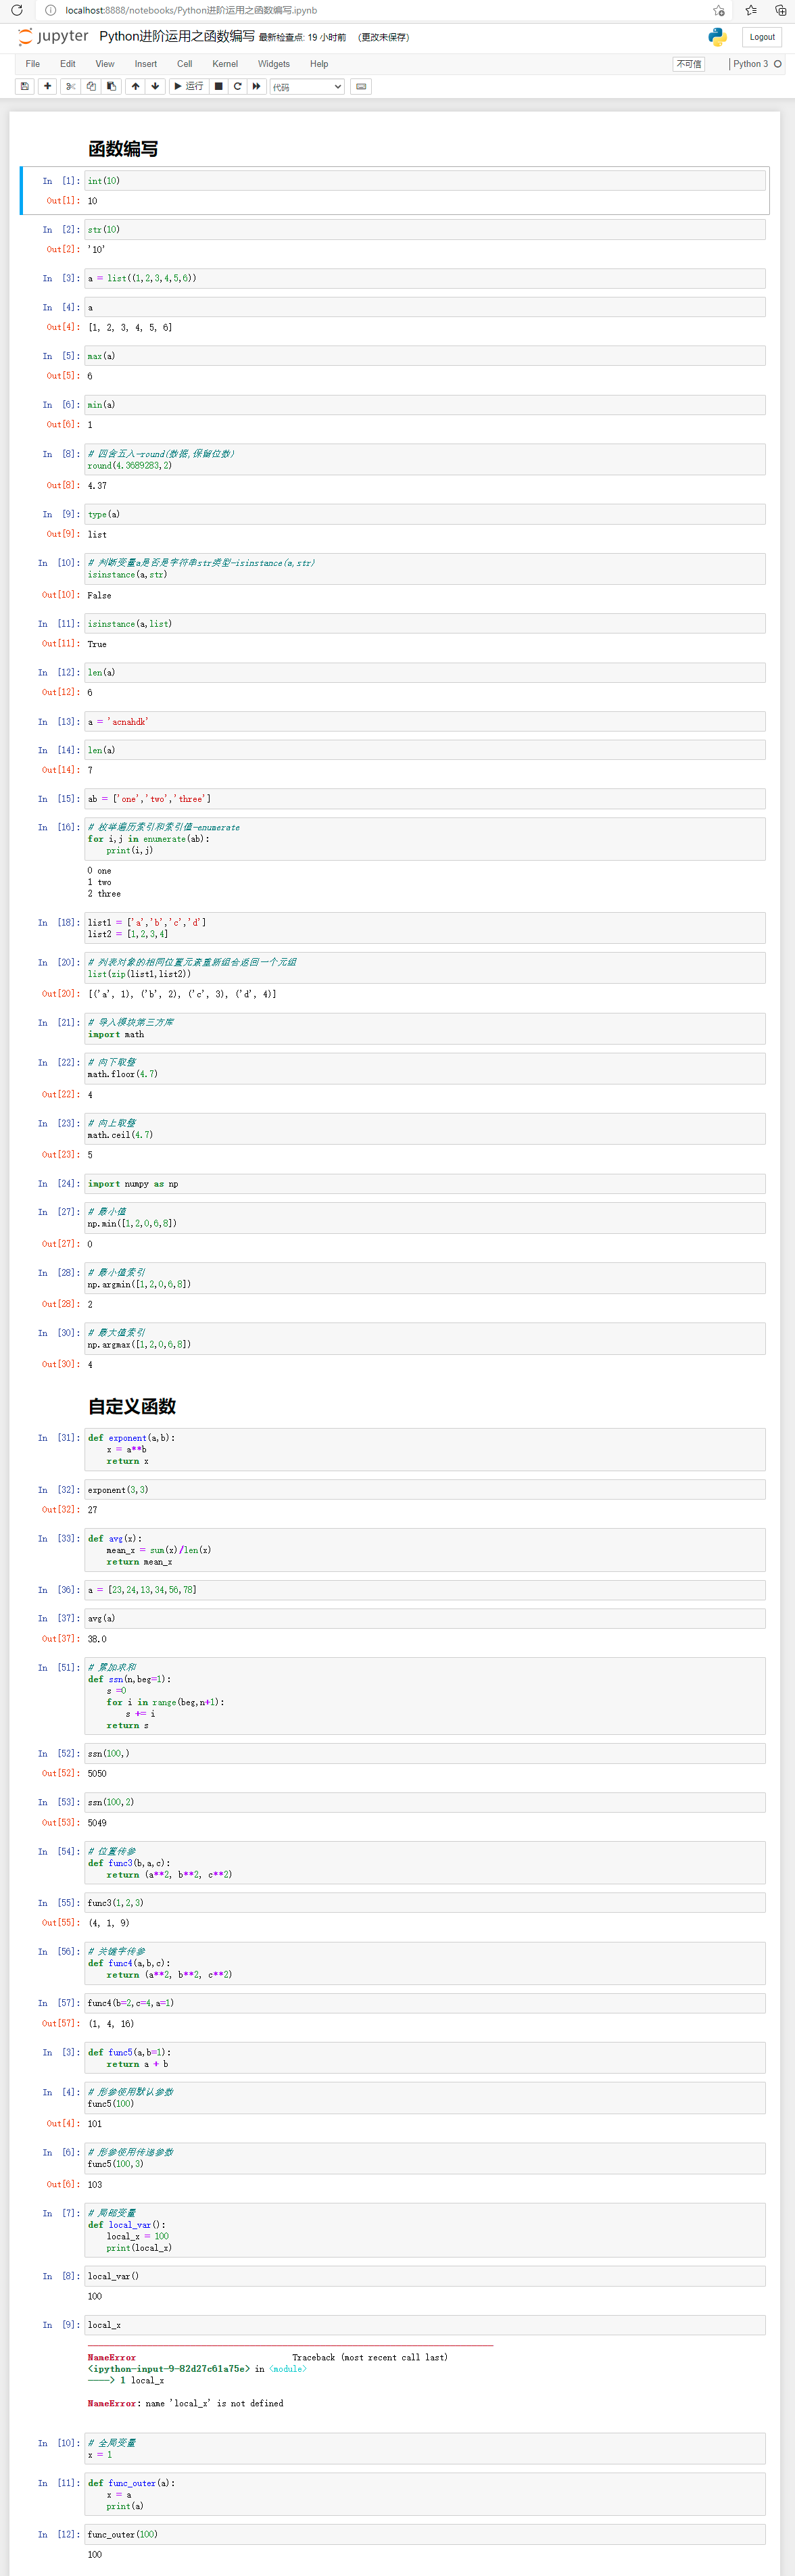 localhost:8888/notebooks/Python进阶运用之函数编写.ipynb
jupyter Python进阶运用之函数编写 最新检查点: 19 小时前 (更改未保存) Logout
File Edit View Insert Cell Kernel Widgets Help 不可信 Python 3
运行 代码
函数编写
In [1]: int(10)
Out[1]: 10
In [2]: str(10)
Out[2]: '10'
In [3]: a = list((1,2,3,4,5,6))
In [4]: a
Out[4]: [1, 2, 3, 4, 5, 6]
In [5]: max(a)
Out[5]: 6
In [6]: min(a)
Out[6]: 1
In [8]: # 四舍五入-round(数据,保留位数)
round(4.3689283,2)
Out[8]: 4.37
In [9]: type(a)
Out[9]: list
In [10]: # 判断变量a是否是字符串str类型-isinstance(a,str)
isinstance(a,str)
Out[10]: False
In [11]: isinstance(a,list)
Out[11]: True
In [12]: len(a)
Out[12]: 6
In [13]: a = 'acnahdk'
In [14]: len(a)
Out[14]: 7
In [15]: ab = ['one','two','three']
In [16]: # 枚举遍历索引和索引值-enumerate
for i,j in enumerate(ab):
print(i,j)
0 one
1 two
2 three
In [18]: list1 = ['a','b','c','d']
list2 = [1,2,3,4]
In [20]: # 列表对象的相同位置元素重新组合返回一个元组
list(zip(list1,list2))
Out[20]: [('a', 1), ('b', 2), ('c', 3), ('d', 4)]
In [21]: # 导入模块第三方库
import math
In [22]: # 向下取整
math.floor(4.7)
Out[22]: 4
In [23]: # 向上取整
math.ceil(4.7)
Out[23]: 5
In [24]: import numpy as np
In [27]: # 最小值
np.min([1,2,0,6,8])
Out[27]: 0
In [28]: # 最小值索引
np.argmin([1,2,0,6,8])
Out[28]: 2
In [30]: # 最大值索引
np.argmax([1,2,0,6,8])
Out[30]: 4
自定义函数
In [31]: def exponent(a,b):
x = a**b
return x
In [32]: exponent(3,3)
Out[32]: 27
In [33]: def avg(x):
mean_x = sum(x)/len(x)
return mean_x
In [36]: a = [23,24,13,34,56,78]
In [37]: avg(a)
Out[37]: 38.0
In [51]: # 累加求和
def ssn(n,beg=1):
s =0
for i in range(beg,n+1):
s += i
return s
In [52]: ssn(100,)
Out[52]: 5050
In [53]: ssn(100,2)
Out[53]: 5049
In [54]: # 位置传参
def func3(b,a,c):
return (a**2, b**2, c**2)
In [55]: func3(1,2,3)
Out[55]: (4, 1, 9)
In [56]: # 关键字传参
def func4(a,b,c):
return (a**2, b**2, c**2)
In [57]: func4(b=2,c=4,a=1)
Out[57]: (1, 4, 16)
In [3]: def func5(a,b=1):
return a + b
In [4]: # 形参使用默认参数
func5(100)
Out[4]: 101
In [6]: # 形参使用传递参数
func5(100,3)
Out[6]: 103
In [7]: # 局部变量
def local_var():
local_x = 100
print(local_x)
In [8]: local_var()
100
In [9]: local_x
NameError Traceback (most recent call last)
<ipython-input-9-82d27c61a75e> in <module>
----> 1 local_x
NameError: name 'local_x' is not defined
In [10]: # 全局变量
x = 1
In [11]: def func_outer(a):
x = a
print(a)
In [12]: func_outer(100)
100